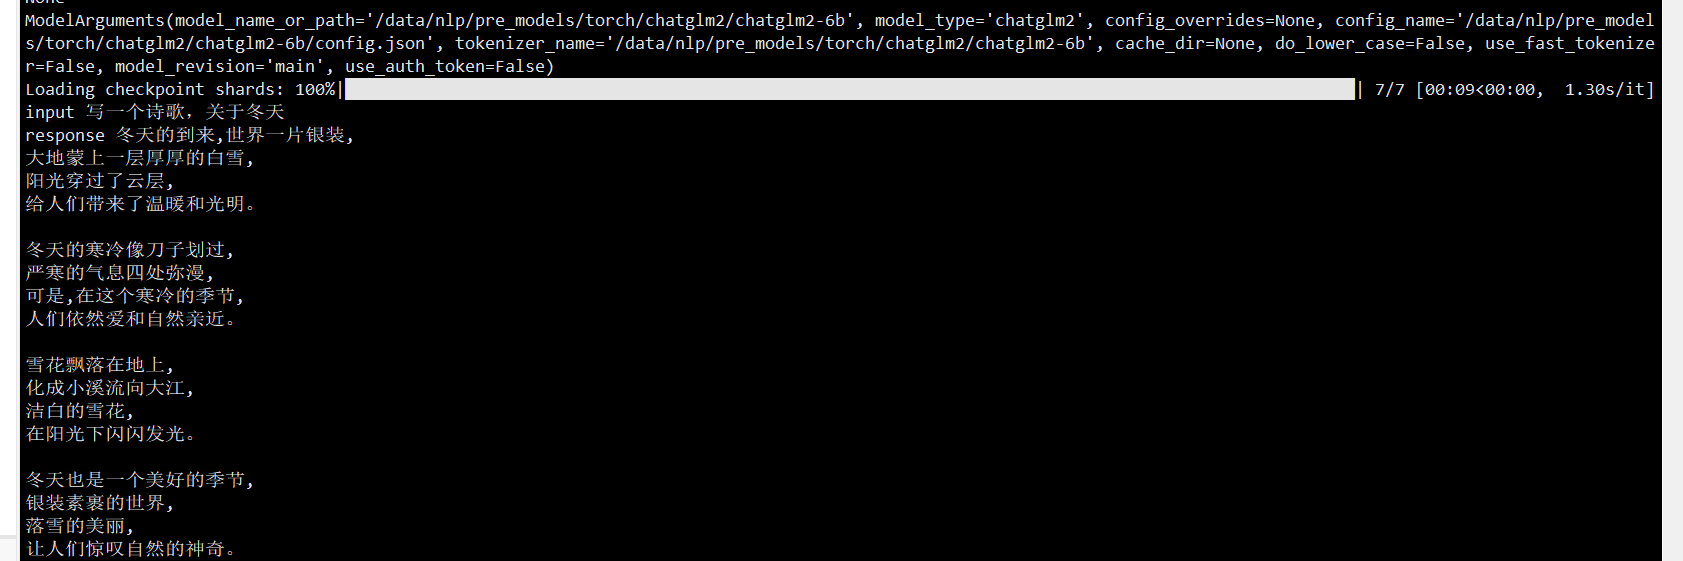 None
ModelArguments(model_name_or_path='/data/nlp/pre_models/torch/chatglm2/chatglm2-6b', model_type='chatglm2', config_overrides=None, config_name='/data/nlp/pre_model
s/torch/chatglm2/chatglm2-6b/config.json', tokenizer_name='/data/nlp/pre_models/torch/chatglm2/chatglm2-6b', cache_dir=None, do_lower_case=False, use_fast_tokenize
r=False, model_revision='main', use_auth_token=False)
Loading checkpoint shards: 100%|| 7/7 [00:09<00:00,  1.30s/it]
input 写一个诗歌，关于冬天
response 冬天的到来,世界一片银装,
大地蒙上一层厚厚的白雪,
阳光穿过了云层,
给人们带来了温暖和光明。
冬天的寒冷像刀子划过,
严寒的气息四处弥漫,
可是,在这个寒冷的季节,
人们依然爱和自然亲近。
雪花飘落在地上,
化成小溪流向大江,
洁白的雪花,
在阳光下闪闪发光。
冬天也是一个美好的季节,
银装素裹的世界,
落雪的美丽,
让人们惊叹自然的神奇。